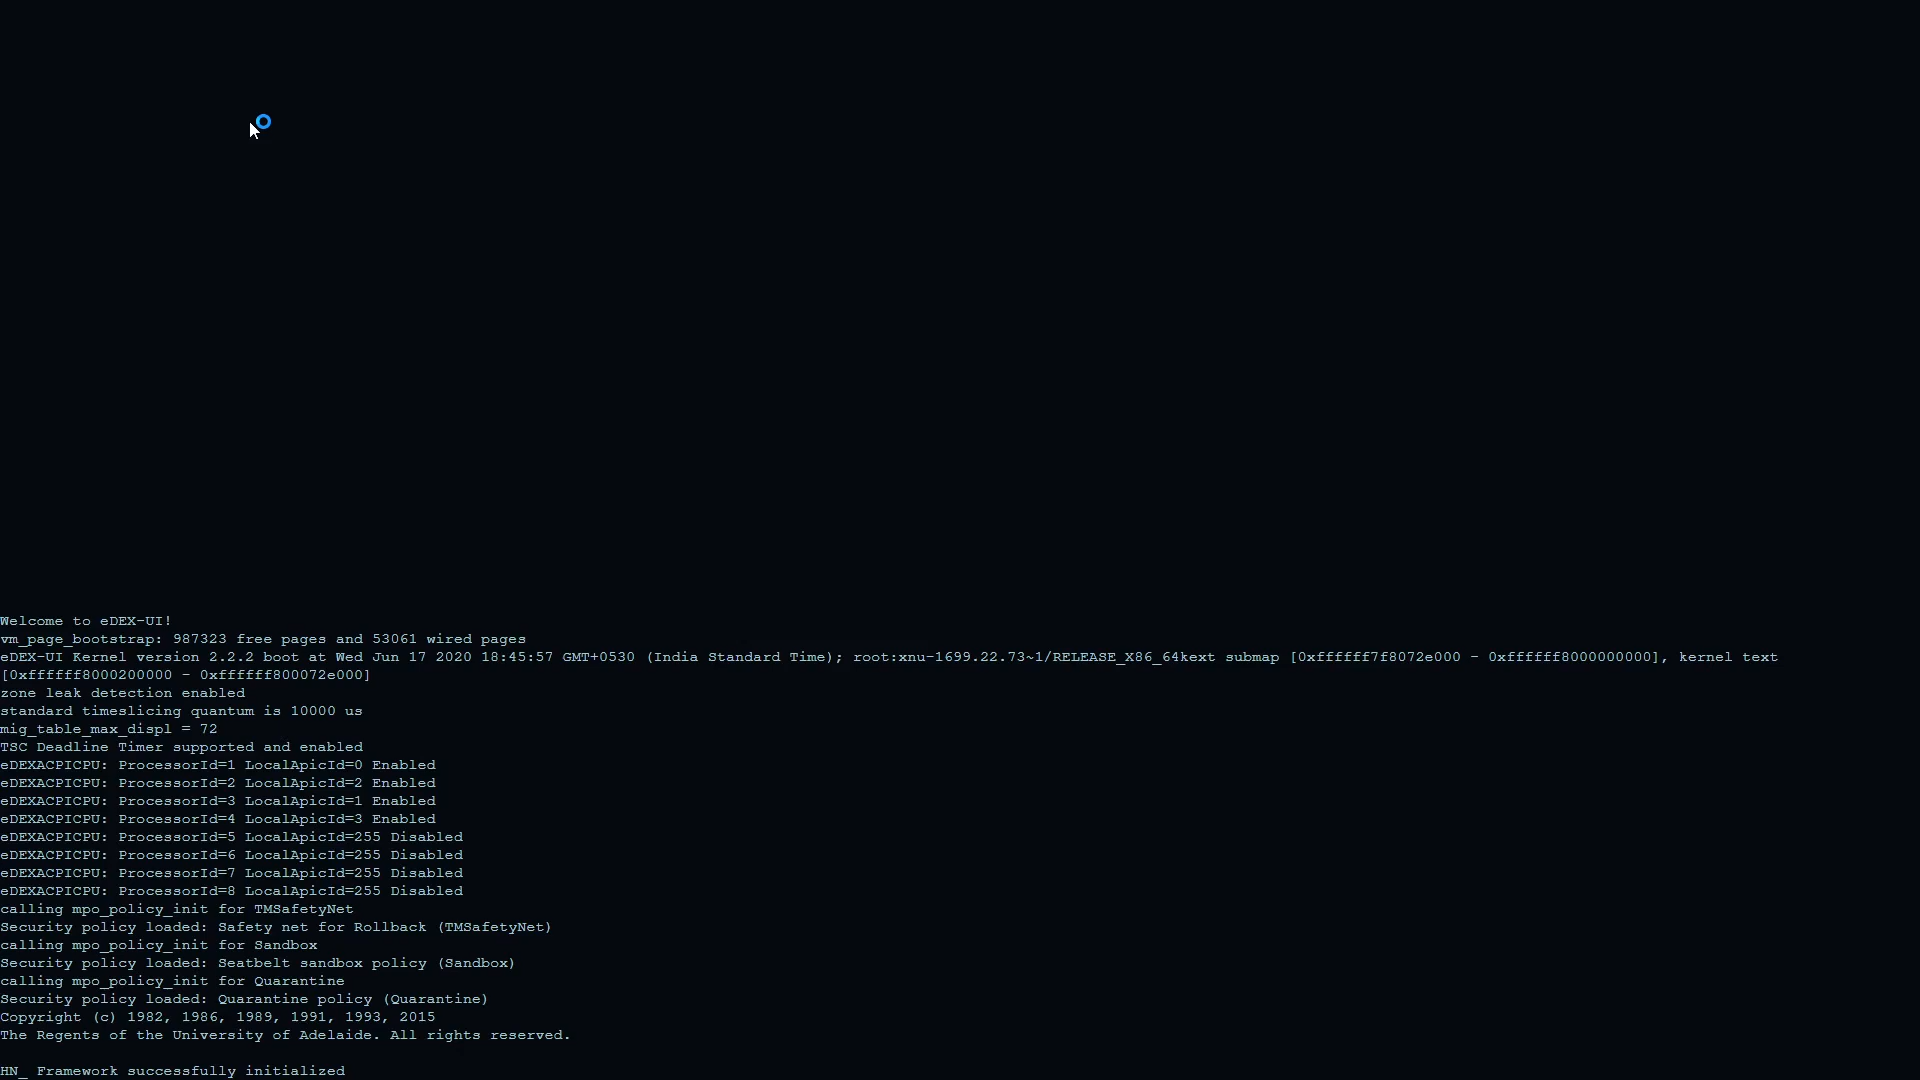 Welcome to eDEX-UI!
vm_page_bootstrap: 987323 free pages and 53061 wired pages
eDEX-UI Kernel version 2.2.2 boot at Wed Jun 17 2020 18:45:57 GMT+0530 (India Standard Time); root:xnu-1699.22.73~1/RELEASE_X86_64kext submap [0xffffff7f8072e000 - 0xffffff8000000000], kernel text
[0xffffff8000200000 - 0xffffff800072e000]
zone leak detection enabled
standard timeslicing quantum is 10000 us
mig_table_max_displ = 72
TSC Deadline Timer supported and enabled
eDEXACPICPU: ProcessorId=1 LocalApicId=0 Enabled
eDEXACPICPU: ProcessorId=2 LocalApicId=2 Enabled
eDEXACPICPU: ProcessorId=3 LocalApicId=1 Enabled
eDEXACPICPU: ProcessorId=4 LocalApicId=3 Enabled
eDEXACPICPU: ProcessorId=5 LocalApicId=255 Disabled
eDEXACPICPU: ProcessorId=6 LocalApicId=255 Disabled
eDEXACPICPU: ProcessorId=7 LocalApicId=255 Disabled
eDEXACPICPU: ProcessorId=8 LocalApicId=255 Disabled
calling mpo_policy_init for TMSafetyNet
Security policy loaded: Safety net for Rollback (TMSafetyNet)
calling mpo_policy_init for Sandbox
Security policy loaded: Seatbelt sandbox policy (Sandbox)
calling mpo_policy_init for Quarantine
Security policy loaded: Quarantine policy (Quarantine)
Copyright (c) 1982, 1986, 1989, 1991, 1993, 2015
The Regents of the University of Adelaide. All rights reserved.
HN_ Framework successfully initialized